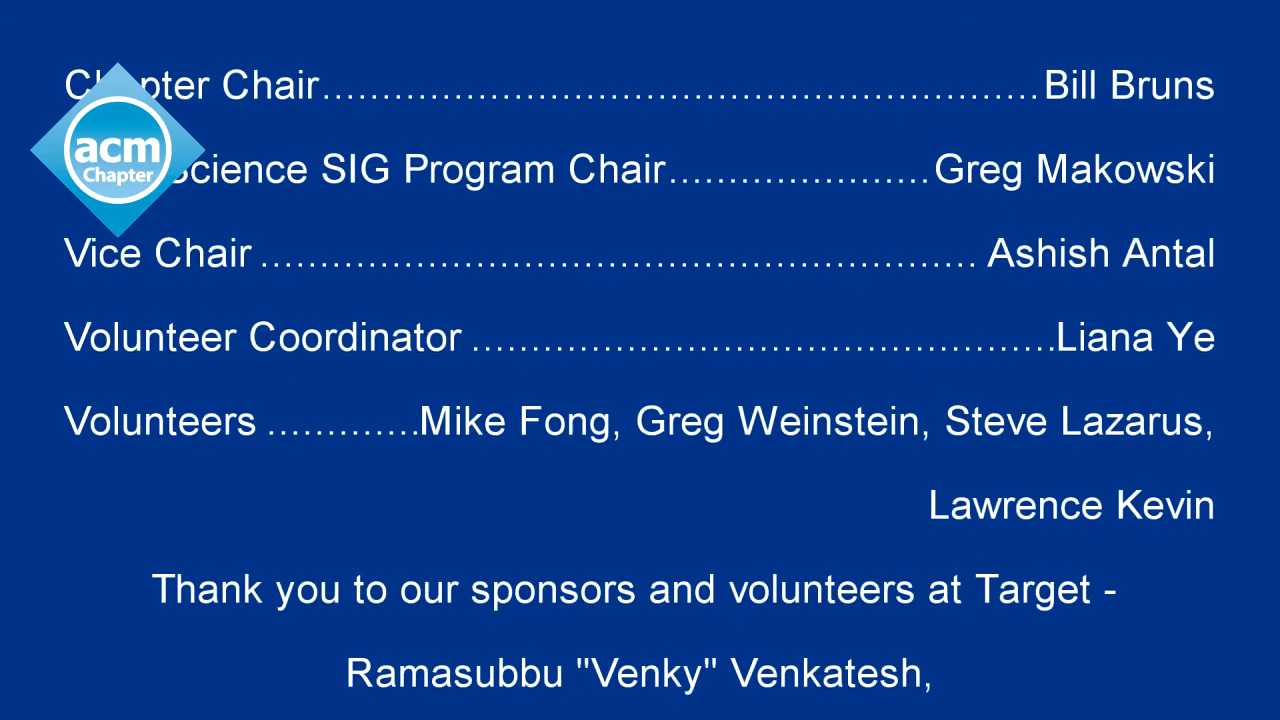 Chapter Chair............................................................Bill Bruns
acm
Chapter
Science SIG Program Chair......................Greg Makowski
Vice Chair ............................................................ Ashish Antal
Volunteer Coordinator .................................................Liana Ye
Volunteers .............Mike Fong, Greg Weinstein, Steve Lazarus,
Lawrence Kevin
Thank you to our sponsors and volunteers at Target -
Ramasubbu "Venky" Venkatesh,